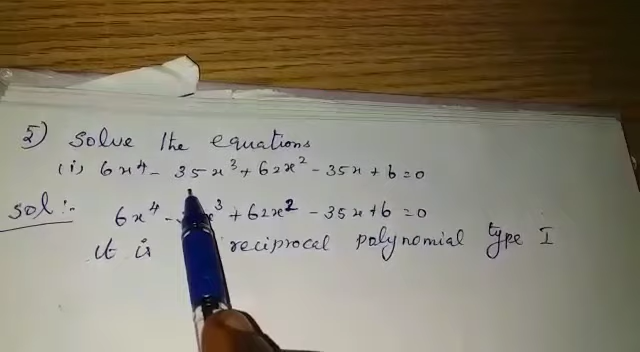 5) Solve the equations
(i) 6x⁴ - 35x³ + 62x² - 35x + 6 = 0
Sol:- 6x⁴ - x³ + 62x² - 35x + 6 = 0
it is reciprocal polynomial type I